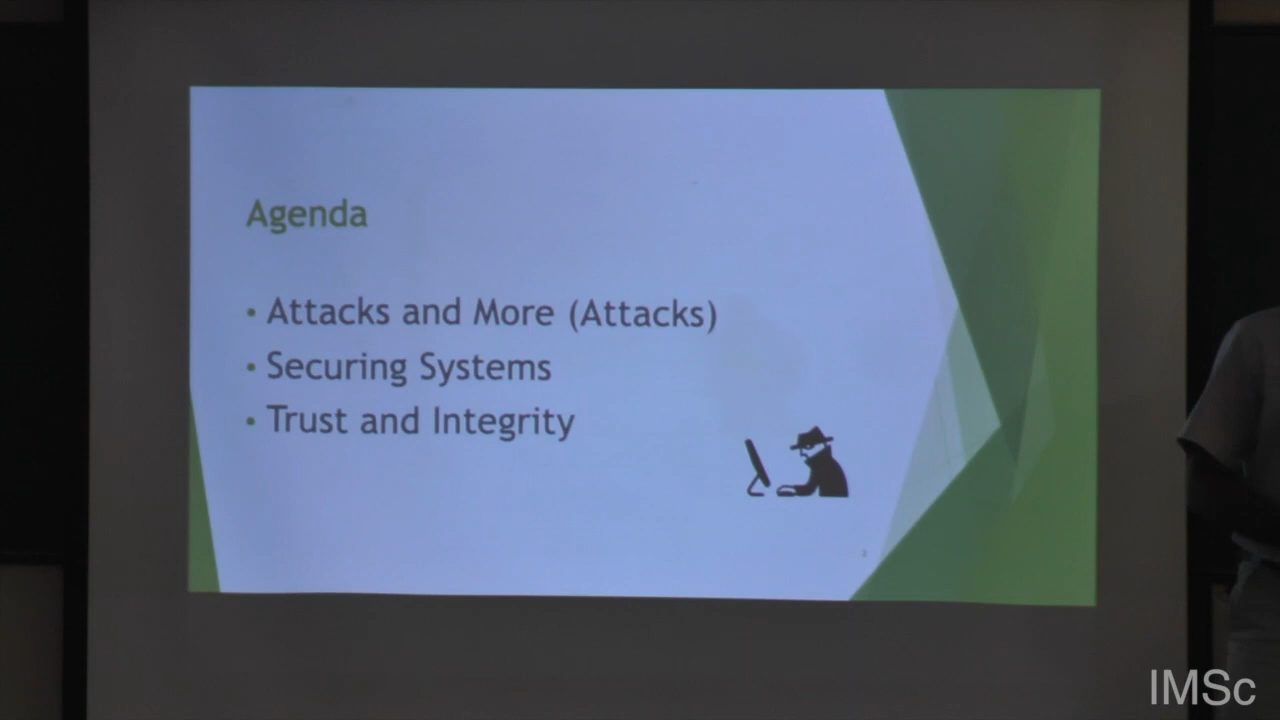 Agenda
• Attacks and More (Attacks)
• Securing Systems
• Trust and Integrity
IMSc